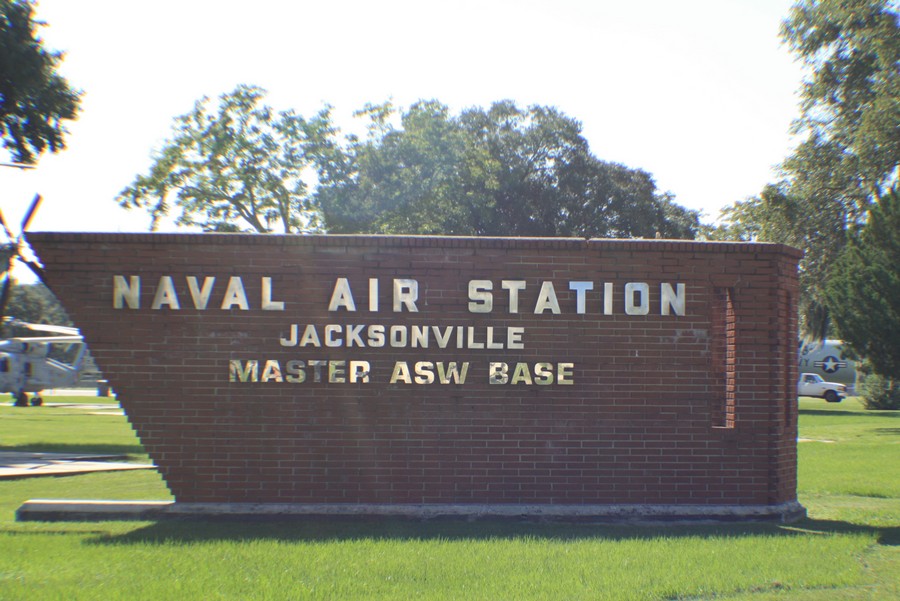 NAVAL AIR STATION
JACKSONVILLE
MASTER ASW BASE